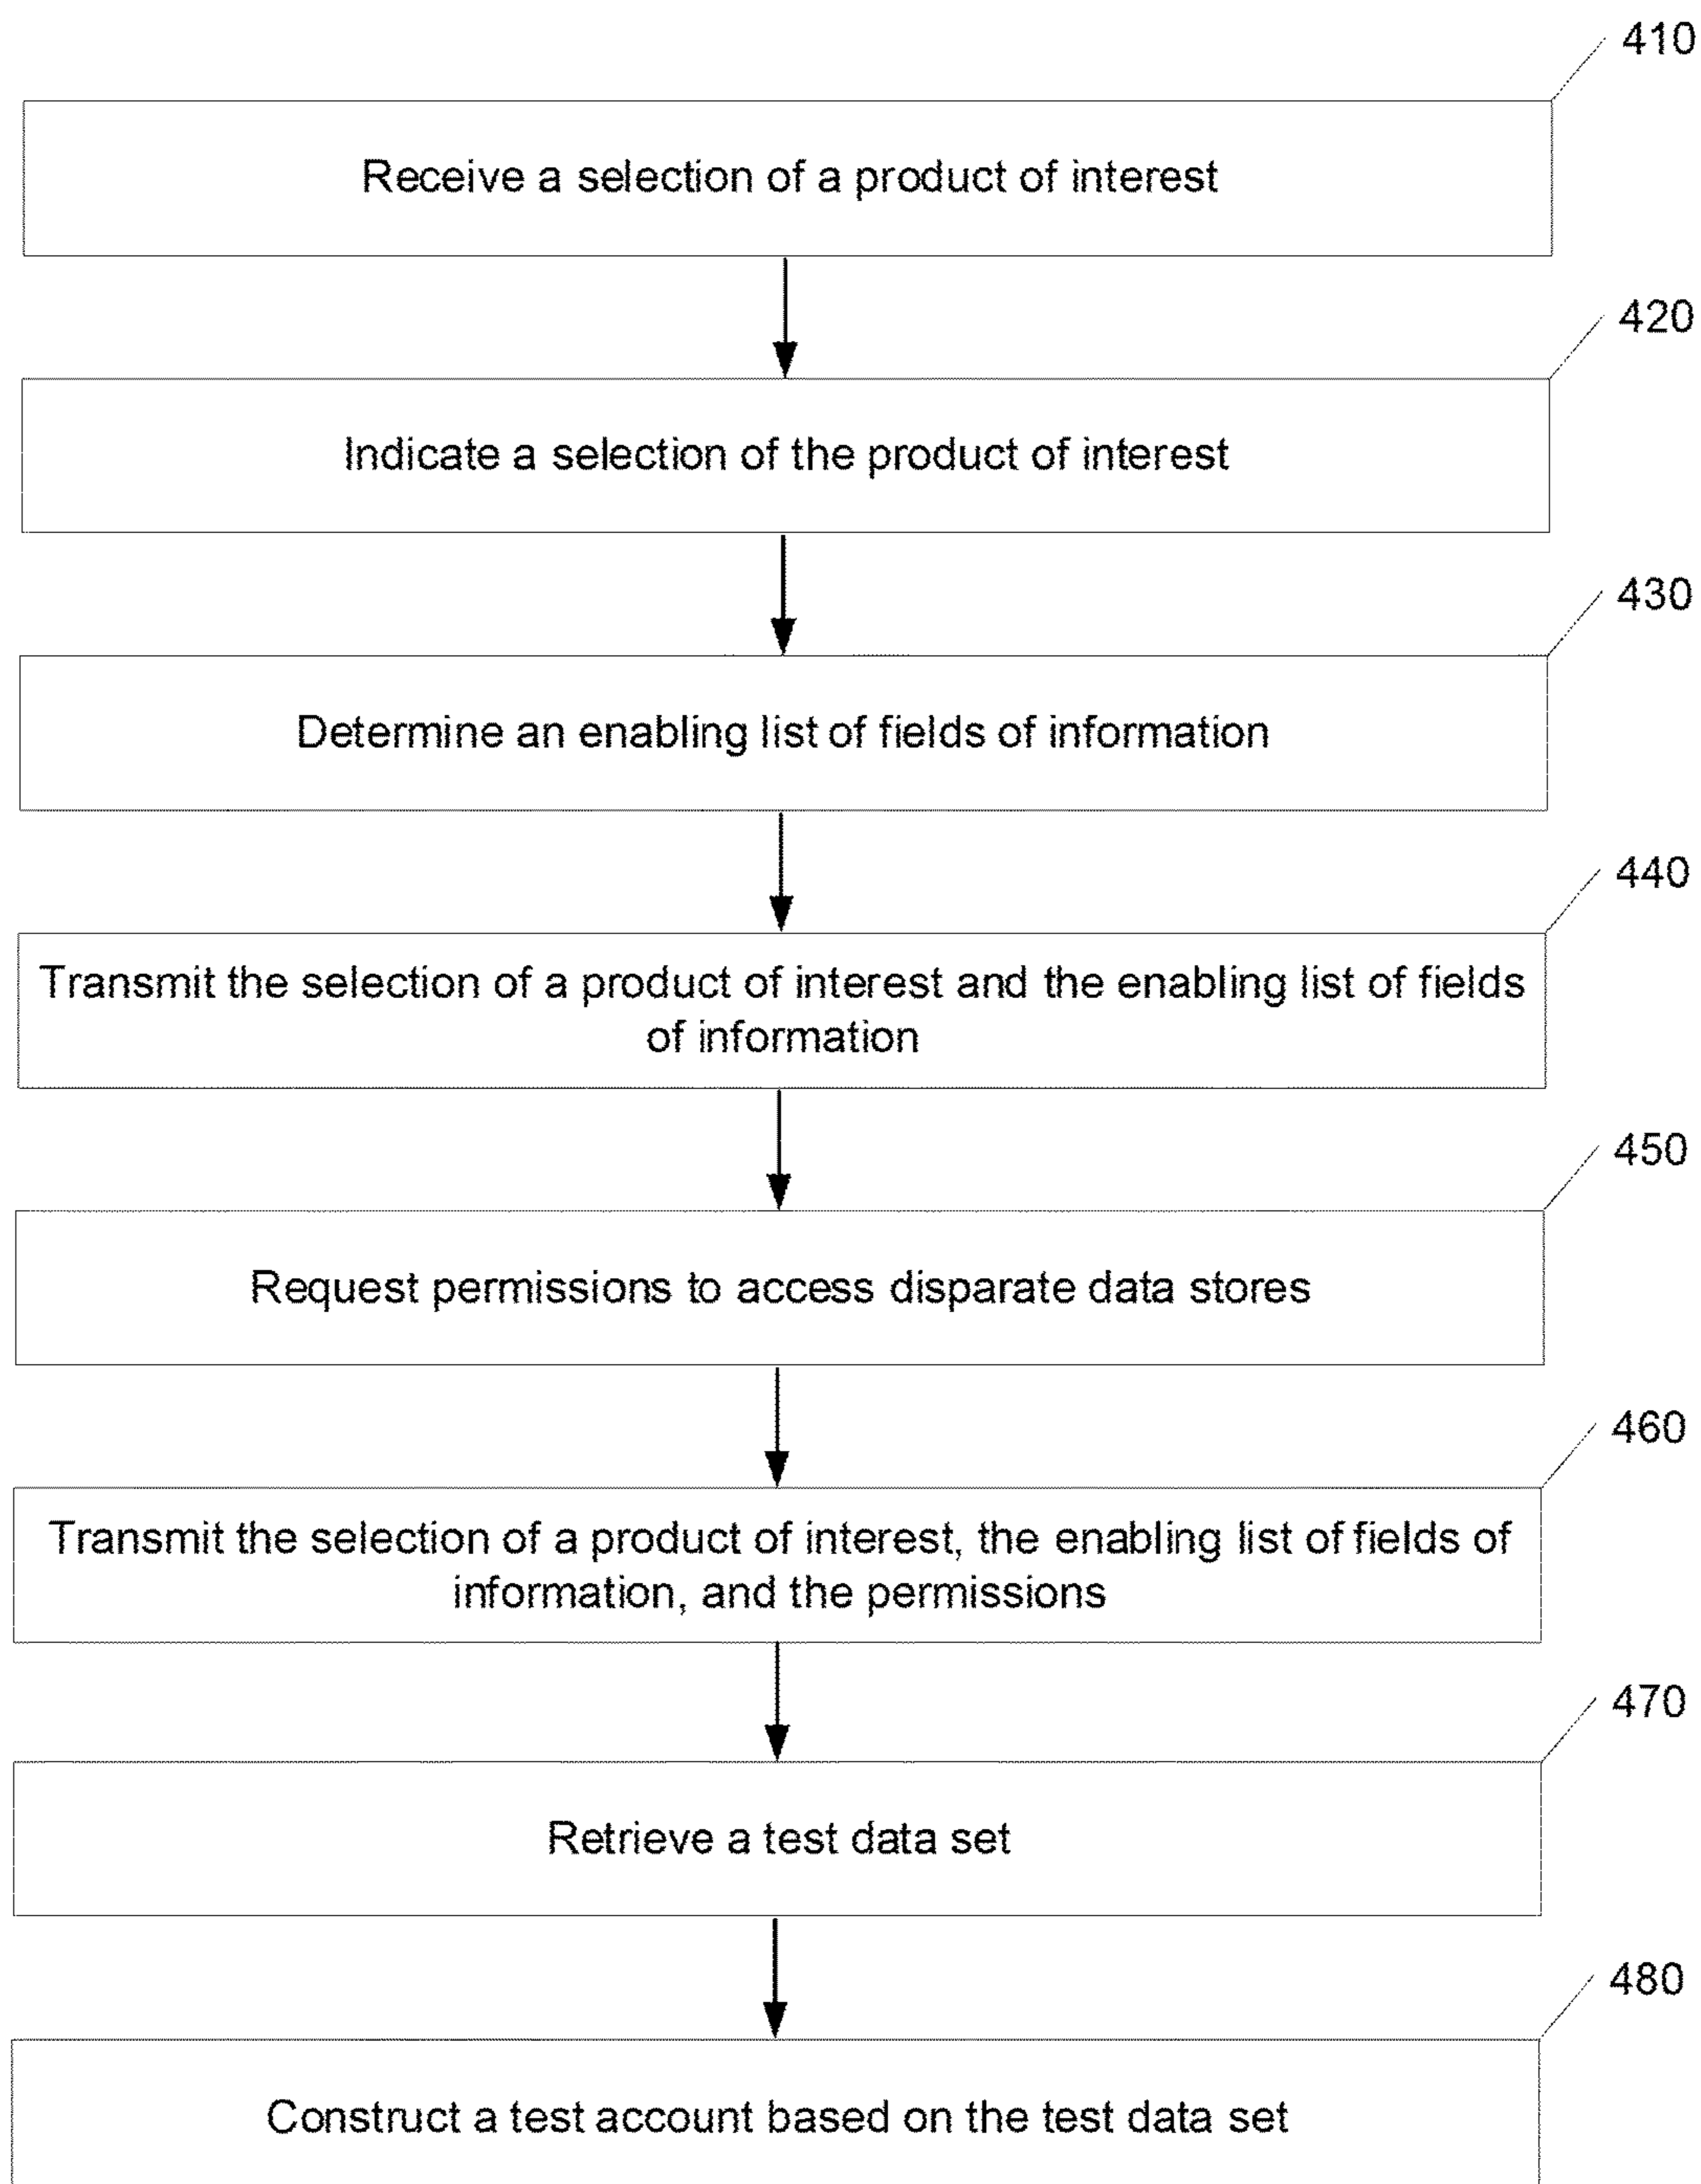 410
Receive a selection of a product of interest
420
Indicate a selection of the product of interest
430
Determine an enabling list of fields of information
440
Transmit the selection of a product of interest and the enabling list of fields
of information
450
Request permissions to access disparate data stores
460
Transmit the selection of a product of interest, the enabling list of fields of
information, and the permissions
470
Retrieve a test data set
480
Construct a test account based on the test data set